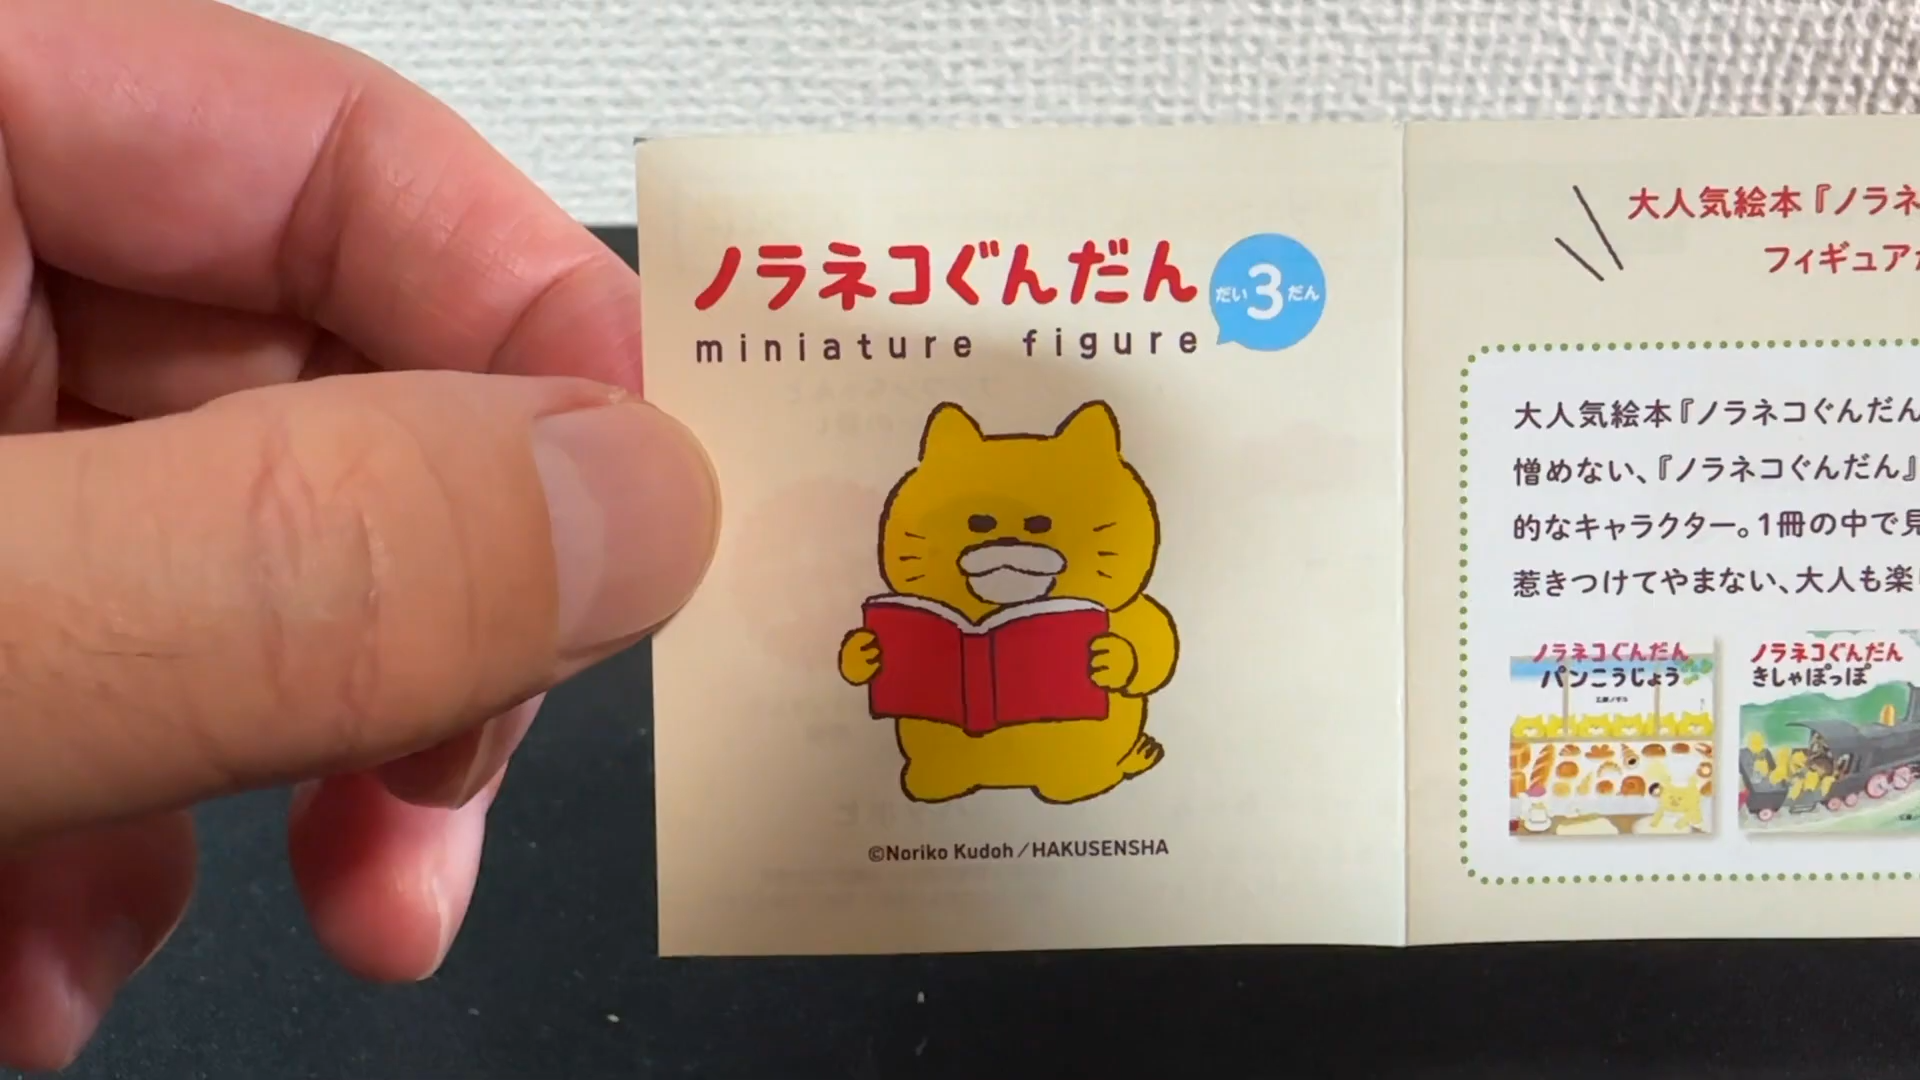 ノラネコぐんだん
だい3だん
miniature figure
©Noriko Kudoh/HAKUSENSHA
大人気絵本『ノラネ
フィギュア
大人気絵本『ノラネコぐんだん
憎めない、『ノラネコぐんだん』
的なキャラクター。1冊の中で見
惹きつけてやまない、大人も楽
ノラネコぐんだん
パンこうじょう
ノラネコぐんだん
きしゃぽっぽ